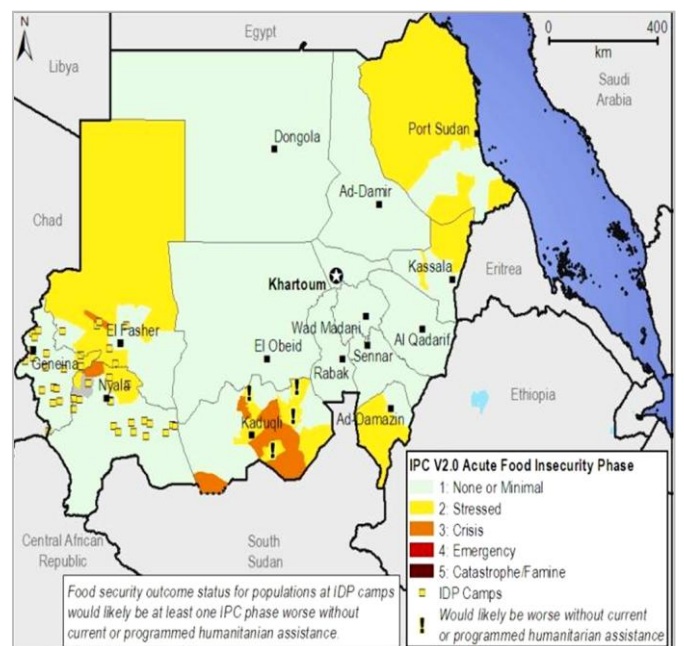 N
Egypt
0 400
km
Libya
Saudi
Arabia
Port Sudan
Dongola
Ad-Damir
Chad
Kassala
Khartoum
Eritrea
El Fasher
Wad Madani
Al Qadarif
El Obeid
Sennar
Geneina
Rabak
Nyala
Ethiopia
Ad-Damazin
Kaduqli
IPC V2.0 Acute Food Insecurity Phase
1: None or Minimal
2: Stressed
3: Crisis
4: Emergency
5: Catastrophe/Famine
IDP Camps
! Would likely be worse without current
or programmed humanitarian assistance
Central African
Republic
South
Sudan
Food security outcome status for populations at IDP camps
would likely be at least one IPC phase worse without
current or programmed humanitarian assistance.